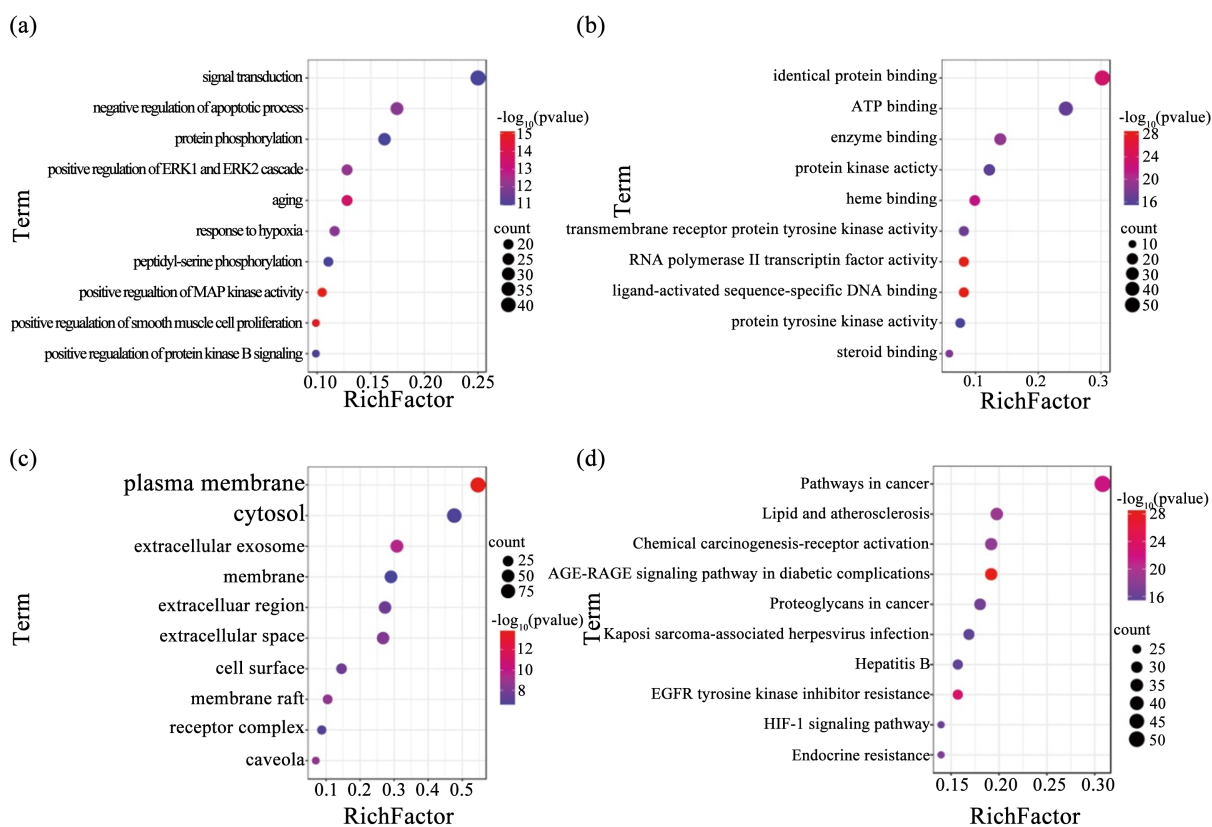 (a)
signal transduction
negative regulation of apoptotic process
protein phosphorylation
positive regulation of ERK1 and ERK2 cascade
aging
response to hypoxia
peptidyl-serine phosphorylation
positive regualtion of MAP kinase activity
positive regualation of smooth muscle cell proliferation
positive regualation of protein kinase B signaling
Term
0.10 0.15 0.20 0.25
RichFactor
-log10(pvalue)
15
14
13
12
11
count
20
25
30
35
40
(b)
identical protein binding
ATP binding
enzyme binding
protein kinase acticty
heme binding
transmembrane receptor protein tyrosine kinase activity
RNA polymerase II transcriptin factor activity
ligand-activated sequence-specific DNA binding
protein tyrosine kinase activity
steroid binding
Term
0.1 0.2 0.3
RichFactor
-log10(pvalue)
28
24
20
16
count
10
20
30
40
50
(c)
plasma membrane
cytosol
extracellular exosome
membrane
extracelluar region
extracellular space
cell surface
membrane raft
receptor complex
caveola
Term
0.1 0.2 0.3 0.4 0.5
RichFactor
count
25
50
75
-log10(pvalue)
12
10
8
(d)
Pathways in cancer
Lipid and atherosclerosis
Chemical carcinogenesis-receptor activation
AGE-RAGE signaling pathway in diabetic complications
Proteoglycans in cancer
Kaposi sarcoma-associated herpesvirus infection
Hepatitis B
EGFR tyrosine kinase inhibitor resistance
HIF-1 signaling pathway
Endocrine resistance
Term
0.15 0.20 0.25 0.30
RichFactor
-log10(pvalue)
28
24
20
16
count
25
30
35
40
45
50